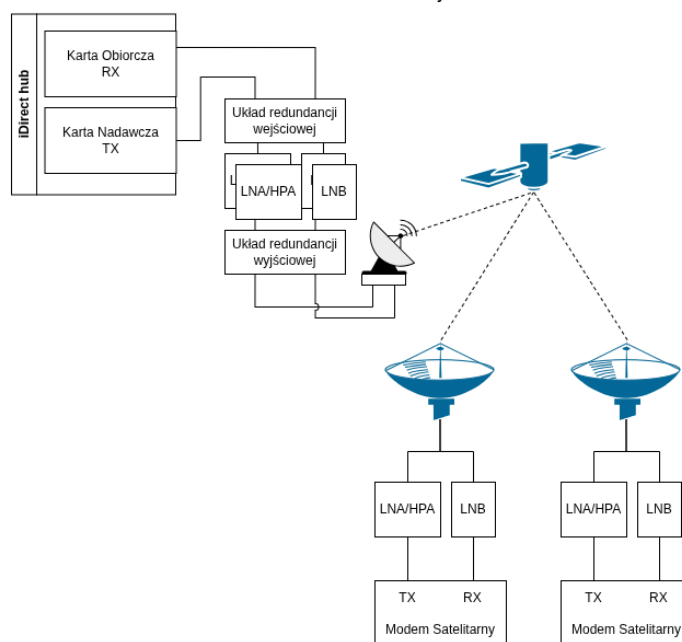 iDirect hub
Karta Obiorcza
RX
Karta Nadawcza
TX
Układ redundancji
wejściowej
LNA/HPA
LNB
Układ redundancji
wyjściowej
LNA/HPA
LNB
LNA/HPA
LNB
TX
RX
Modem Satelitarny
TX
RX
Modem Satelitarny